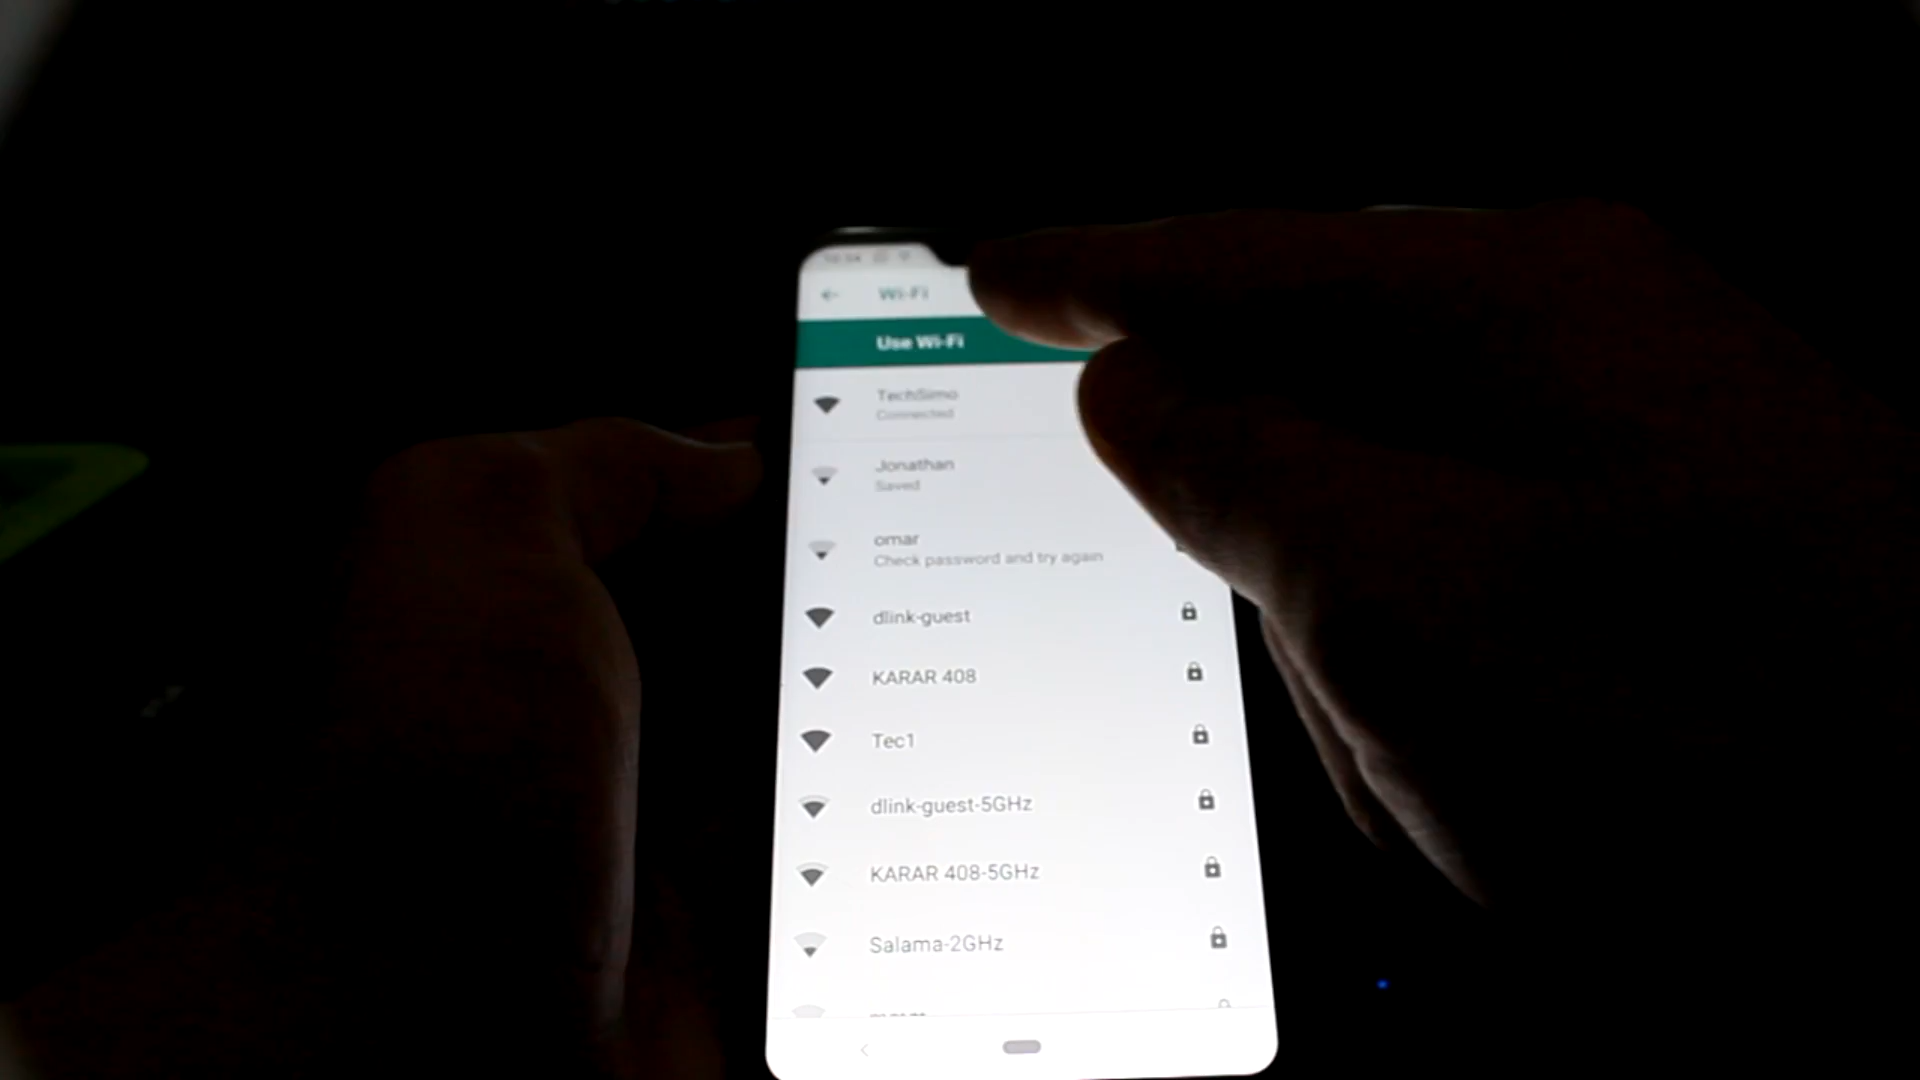 Wi-Fi
Use Wi-Fi
TechSimo
Connected
Jonathan
Saved
omar
Check password and try again
dlink-guest
KARAR 408
Tec1
dlink-guest-5GHz
KARAR 408-5GHz
Salama-2GHz